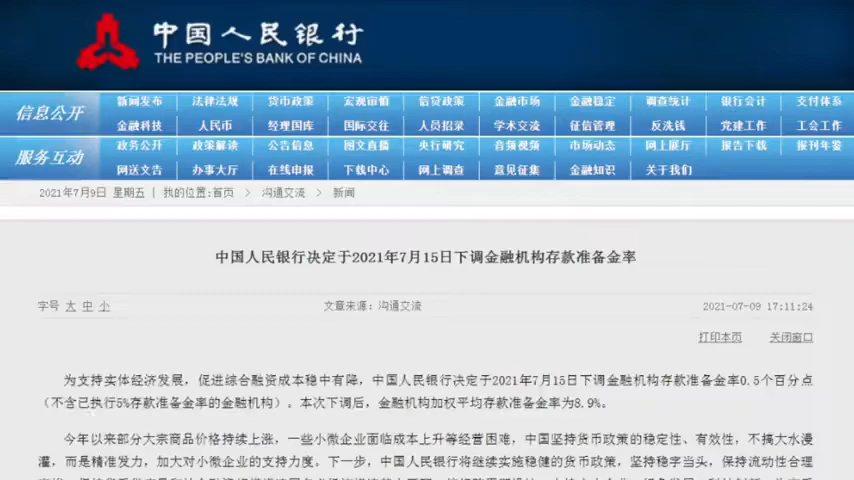 中国人民银行
THE PEOPLE'S BANK OF CHINA
信息公开
新闻发布 法律法规 货币政策 宏观审慎 信贷政策 金融市场 金融稳定 调查统计 银行会计 支付体系
金融科技 人民币 经理国库 国际交往 人员招录 学术交流 征信管理 反洗钱 党建工作 工会工作
服务互动
政务公开 政策解读 公告信息 图文直播 央行研究 音频视频 市场动态 网上展厅 报告下载 报刊年鉴
网送文告 办事大厅 在线申报 下载中心 网上调查 意见征集 金融知识 关于我们
2021年7月9日 星期五 | 我的位置:首页 > 沟通交流 > 新闻
中国人民银行决定于2021年7月15日下调金融机构存款准备金率
字号 大 中 小 文章来源：沟通交流 2021-07-09 17:11:24
打印本页 关闭窗口
为支持实体经济发展，促进综合融资成本稳中有降，中国人民银行决定于2021年7月15日下调金融机构存款准备金率0.5个百分点
（不含已执行5%存款准备金率的金融机构）。本次下调后，金融机构加权平均存款准备金率为8.9%。
今年以来部分大宗商品价格持续上涨，一些小微企业面临成本上升等经营困难，中国坚持货币政策的稳定性、有效性，不搞大水漫
灌，而是精准发力，加大对小微企业的支持力度。下一步，中国人民银行将继续实施稳健的货币政策，坚持稳字当头，保持流动性合理